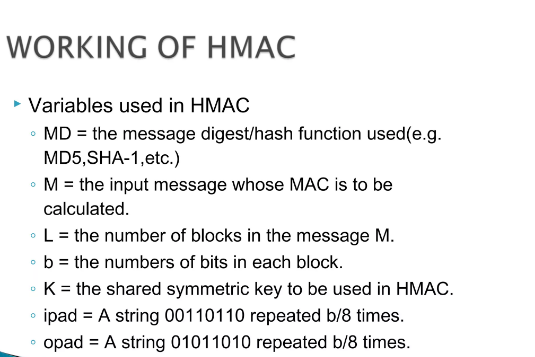 WORKING OF HMAC
Variables used in HMAC
MD = the message digest/hash function used(e.g.
MD5,SHA-1,etc.)
M = the input message whose MAC is to be
calculated.
L = the number of blocks in the message M.
b = the numbers of bits in each block.
K = the shared symmetric key to be used in HMAC.
ipad = A string 00110110 repeated b/8 times.
opad = A string 01011010 repeated b/8 times.